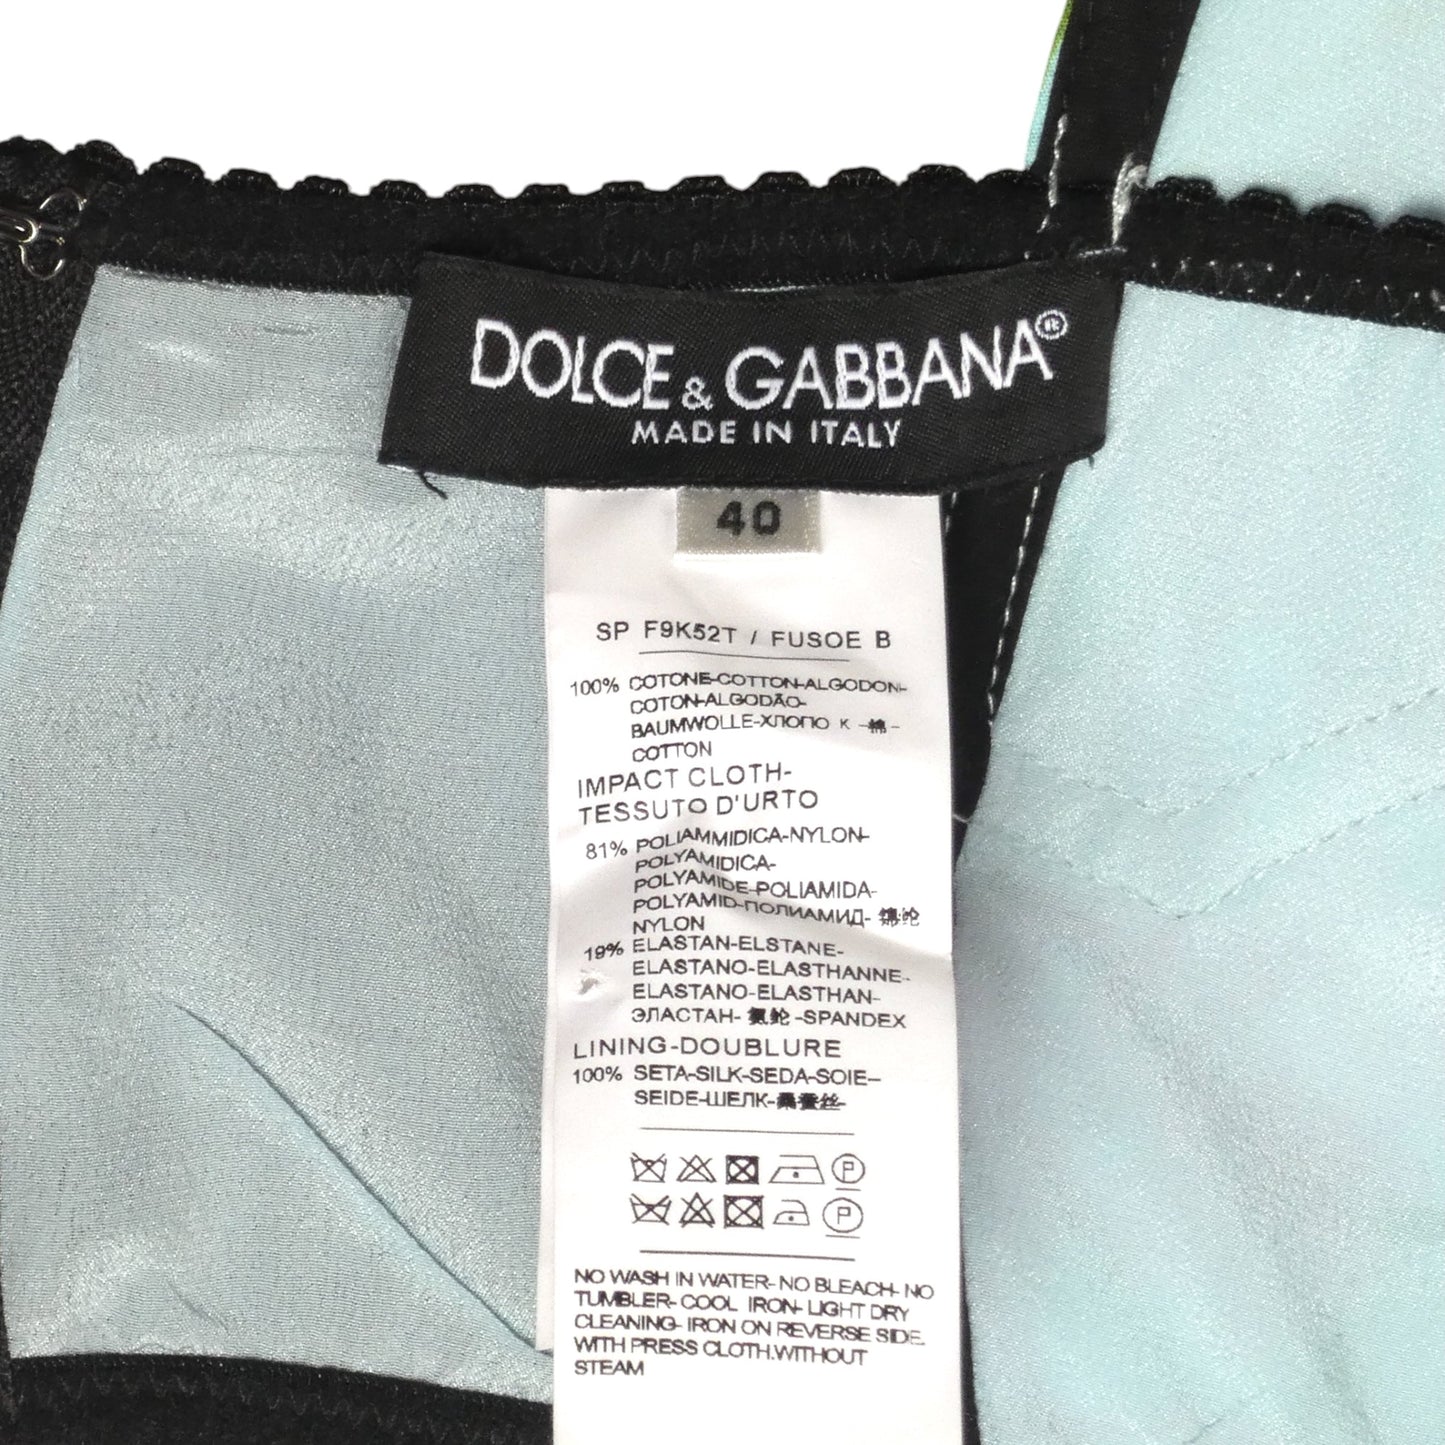 DOLCE & GABBANA®
MADE IN ITALY
40
SP F9K52T / FUSOE B
100% COTONE-COTTON-ALGODON-
COTON-ALGODÃO-
BAUMWOLLE-ХЛОПО К -棉-
COTTON
IMPACT CLOTH-
TESSUTO D'URTO
81% POLIAMMIDICA-NYLON-
POLYAMIDICA-
POLYAMIDE-POLIAMIDA-
POLYAMID-ПОЛИАМИД- 锦纶
NYLON
19% ELASTAN-ELSTANE-
ELASTANO-ELASTHANNE-
ELASTANO-ELASTHAN-
ЭЛАСТАН- 氨纶 -SPANDEX
LINING-DOUBLURE
100% SETA-SILK-SEDA-SOIE-
SEIDE-ШЕЛК-桑蚕丝-
P
P
NO WASH IN WATER- NO BLEACH- NO
TUMBLER- COOL IRON- LIGHT DRY
CLEANING- IRON ON REVERSE SIDE.
WITH PRESS CLOTH.WITHOUT
STEAM